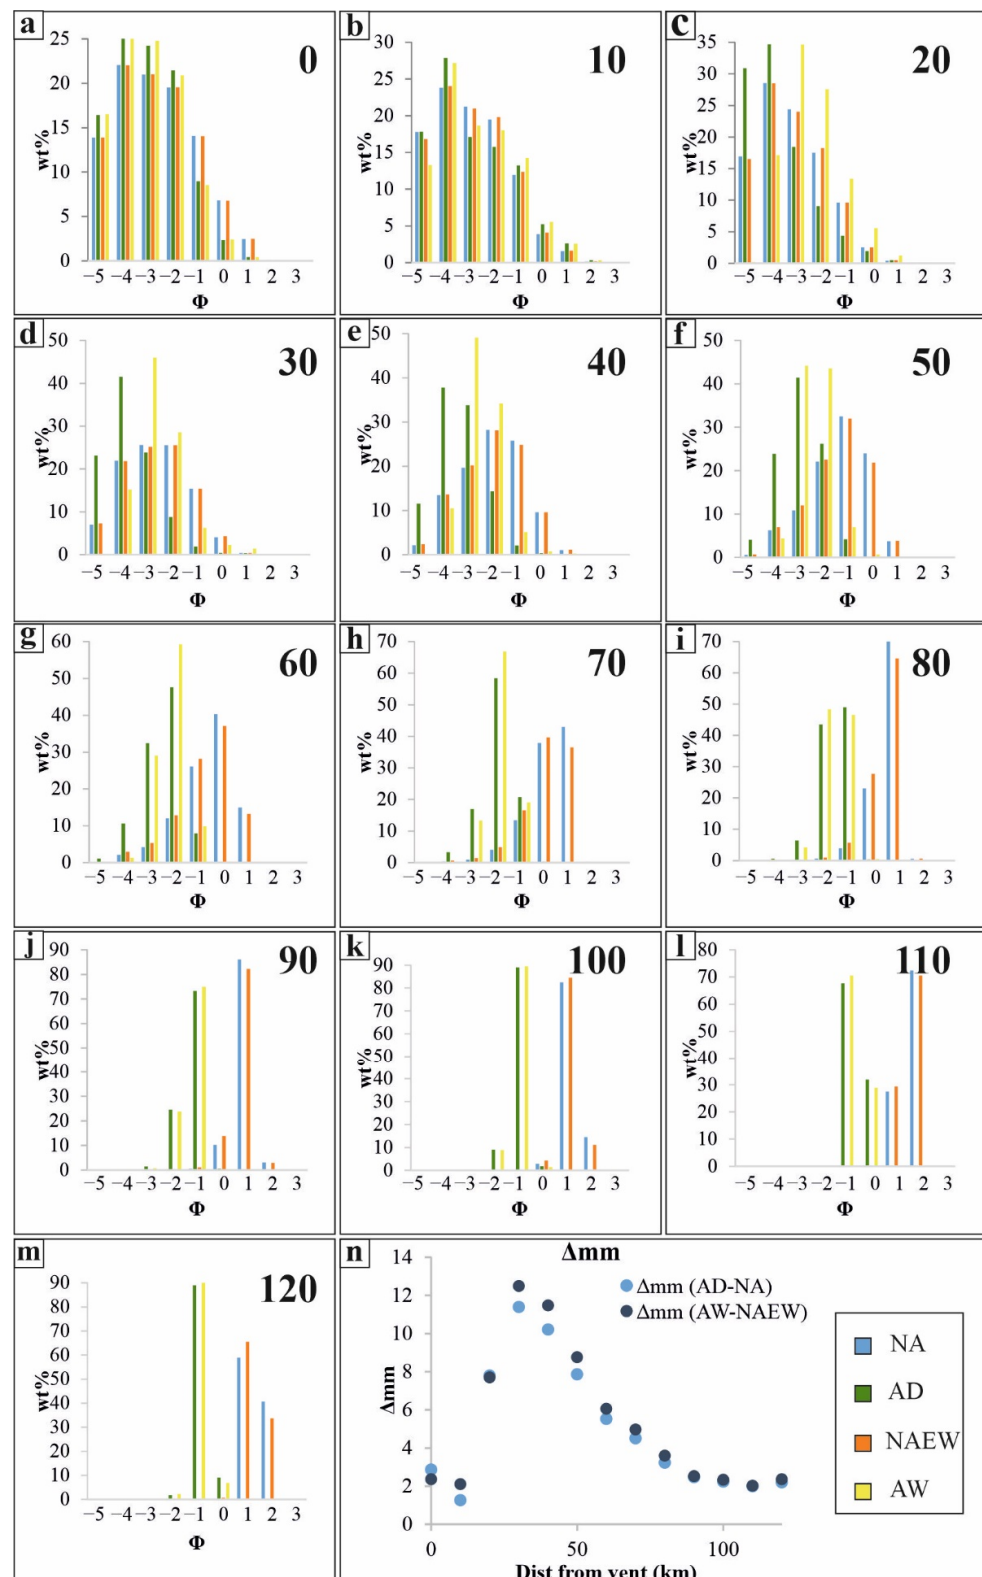 a
0
25
20
15
10
5
0
wt%
−5 −4 −3 −2 −1 0 1 2 3
Φ
b
10
30
25
20
15
10
5
0
wt%
−5 −4 −3 −2 −1 0 1 2 3
Φ
c
20
35
30
25
20
15
10
5
0
wt%
−5 −4 −3 −2 −1 0 1 2 3
Φ
d
30
50
40
30
20
10
0
wt%
−5 −4 −3 −2 −1 0 1 2 3
Φ
e
40
50
40
30
20
10
0
wt%
−5 −4 −3 −2 −1 0 1 2 3
Φ
f
50
50
40
30
20
10
0
wt%
−5 −4 −3 −2 −1 0 1 2 3
Φ
g
60
60
50
40
30
20
10
0
wt%
−5 −4 −3 −2 −1 0 1 2 3
Φ
h
70
70
60
50
40
30
20
10
0
wt%
−5 −4 −3 −2 −1 0 1 2 3
Φ
i
80
70
60
50
40
30
20
10
0
wt%
−5 −4 −3 −2 −1 0 1 2 3
Φ
j
90
90
80
70
60
50
40
30
20
10
0
wt%
−5 −4 −3 −2 −1 0 1 2 3
Φ
k
100
90
80
70
60
50
40
30
20
10
0
wt%
−5 −4 −3 −2 −1 0 1 2 3
Φ
l
110
80
70
60
50
40
30
20
10
0
wt%
−5 −4 −3 −2 −1 0 1 2 3
Φ
m
120
90
80
70
60
50
40
30
20
10
0
wt%
−5 −4 −3 −2 −1 0 1 2 3
Φ
n
Δmm
14
12
10
8
6
4
2
0
Δmm
Δmm (AD-NA)
Δmm (AW-NAEW)
0 50 100
Dist from vent (km)
NA
AD
NAEW
AW